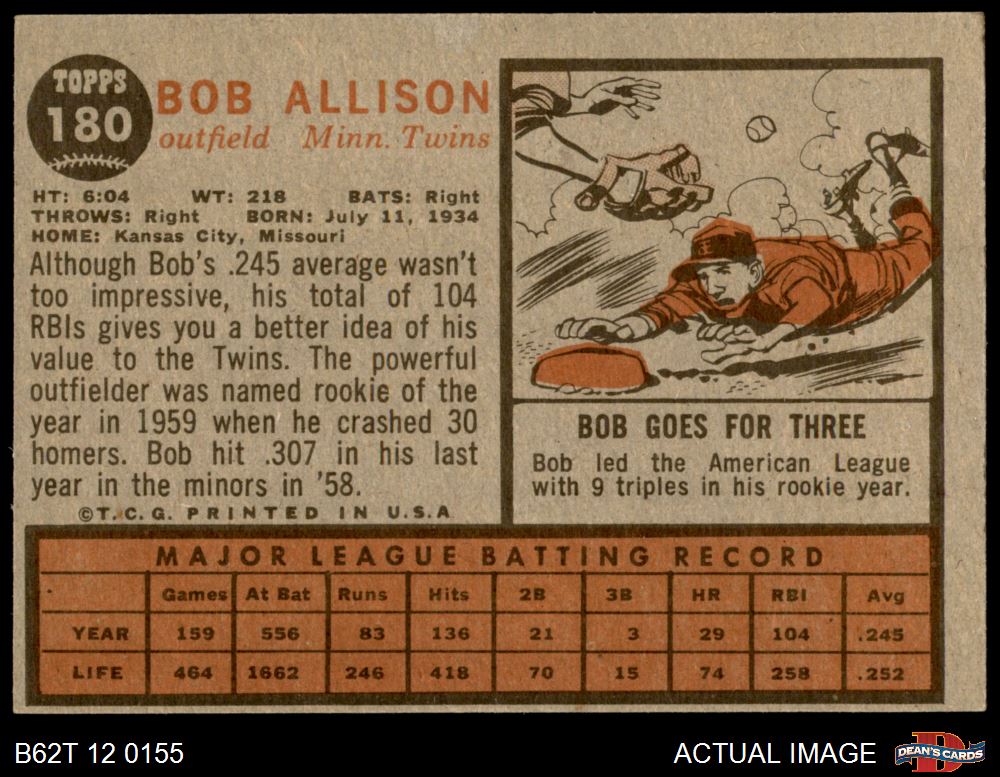 TOPPS
180
BOB ALLISON
outfield Minn. Twins
HT: 6:04 WT: 218 BATS: Right
THROWS: Right BORN: July 11, 1934
HOME: Kansas City, Missouri
Although Bob's .245 average wasn't
too impressive, his total of 104
RBIs gives you a better idea of his
value to the Twins. The powerful
outfielder was named rookie of the
year in 1959 when he crashed 30
homers. Bob hit .307 in his last
year in the minors in '58.
©T.C.G. PRINTED IN U.S.A
BOB GOES FOR THREE
Bob led the American League
with 9 triples in his rookie year.
MAJOR LEAGUE BATTING RECORD
Games At Bat Runs Hits 2B 3B HR RBI Avg
YEAR 159 556 83 136 21 3 29 104 .245
LIFE 464 1662 246 418 70 15 74 258 .252
B62T 12 0155
ACTUAL IMAGE
D
DEAN'S CARDS